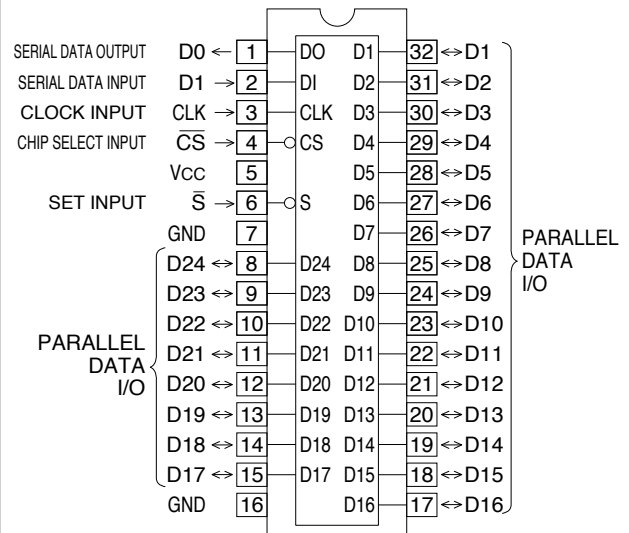 SERIAL DATA OUTPUT D0 ← 1 DO D1 32 ↔ D1
SERIAL DATA INPUT D1 → 2 DI D2 31 ↔ D2
CLOCK INPUT CLK → 3 CLK D3 30 ↔ D3
CHIP SELECT INPUT C̅S̅ → 4 CS D4 29 ↔ D4
VCC 5 D5 28 ↔ D5
SET INPUT S̅ → 6 S D6 27 ↔ D6
GND 7 D7 26 ↔ D7
D24 ↔ 8 D24 D8 25 ↔ D8
D23 ↔ 9 D23 D9 24 ↔ D9
D22 ↔ 10 D22 D10 23 ↔ D10
D21 ↔ 11 D21 D11 22 ↔ D11
D20 ↔ 12 D20 D12 21 ↔ D12
D19 ↔ 13 D19 D13 20 ↔ D13
D18 ↔ 14 D18 D14 19 ↔ D14
D17 ↔ 15 D17 D15 18 ↔ D15
GND 16 D16 17 ↔ D16
PARALLEL
DATA
I/O
PARALLEL
DATA
I/O